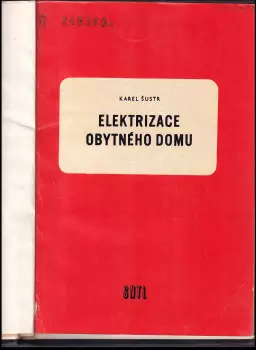 KAREL ŠUSTR
ELEKTRIZACE
OBYTNÉHO DOMU
SNTL